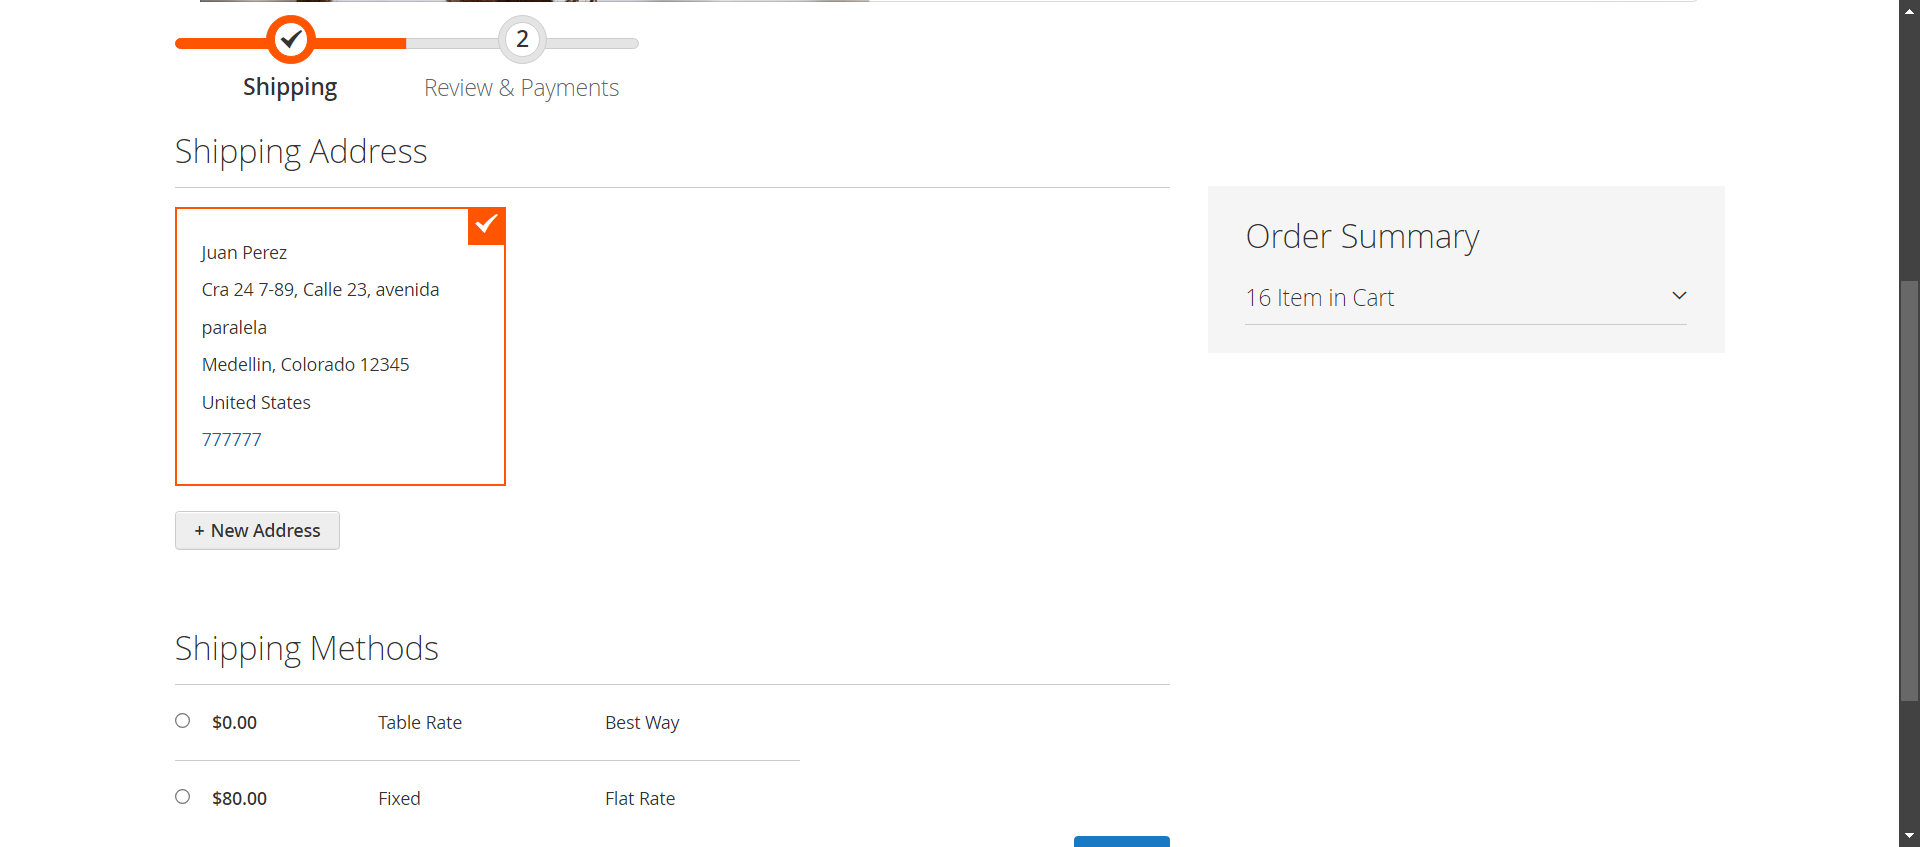 2
Shipping
Review & Payments
Shipping Address
Juan Perez
Cra 24 7-89, Calle 23, avenida
paralela
Medellin, Colorado 12345
United States
777777
+ New Address
Order Summary
16 Item in Cart
Shipping Methods
$0.00 Table Rate Best Way
$80.00 Fixed Flat Rate